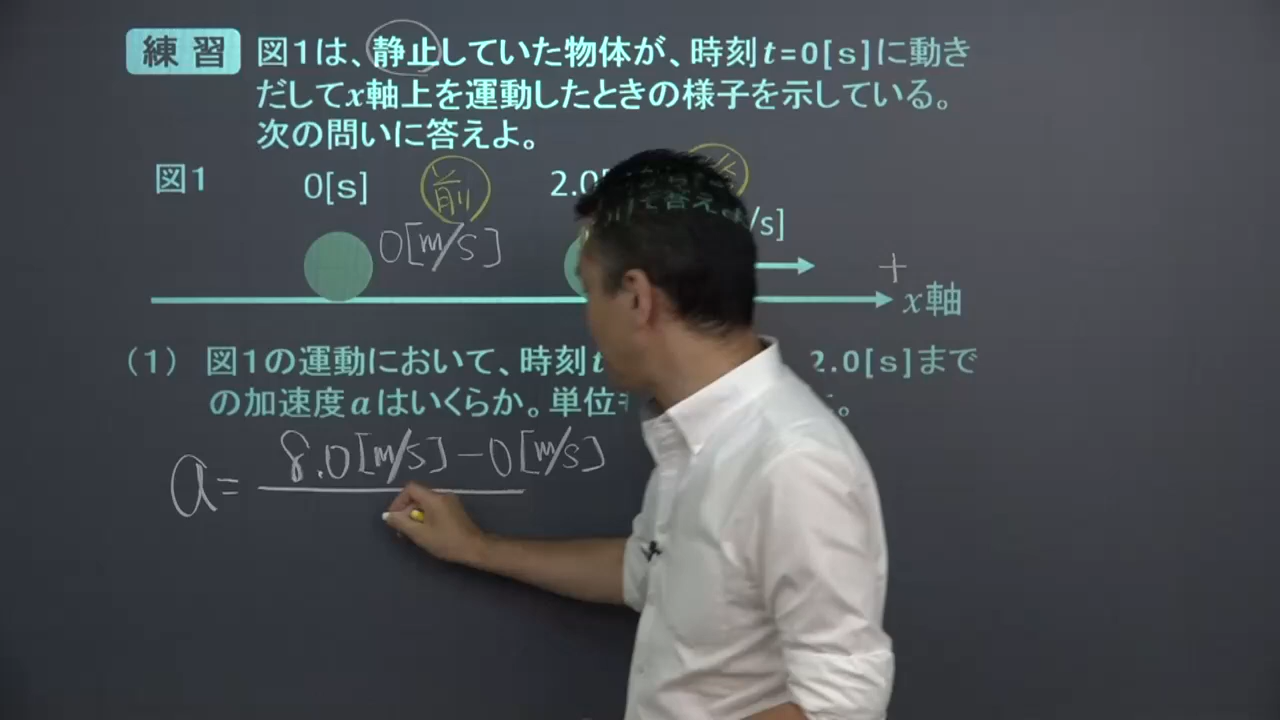 練習 図1は、静止していた物体が、時刻t=0[s]に動き
だしてx軸上を運動したときの様子を示している。
次の問いに答えよ。
図1 0[s] 前 2.0
0[m/s] /s]
+
x軸
(1) 図1の運動において、時刻 2.0[s]まで
の加速度aはいくらか。単位 。
a= 8.0[m/s]-0[m/s]